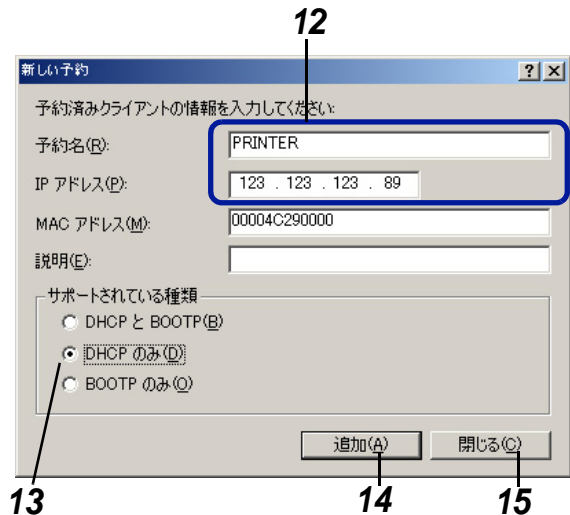 12
新しい予約
予約済みクライアントの情報を入力してください:
予約名(R): PRINTER
IP アドレス(P): 123 . 123 . 123 . 89
MAC アドレス(M): 00004C290000
説明(E):
サポートされている種類
DHCP と BOOTP(B)
DHCP のみ(D)
BOOTP のみ(O)
追加(A) 閉じる(C)
13 14 15